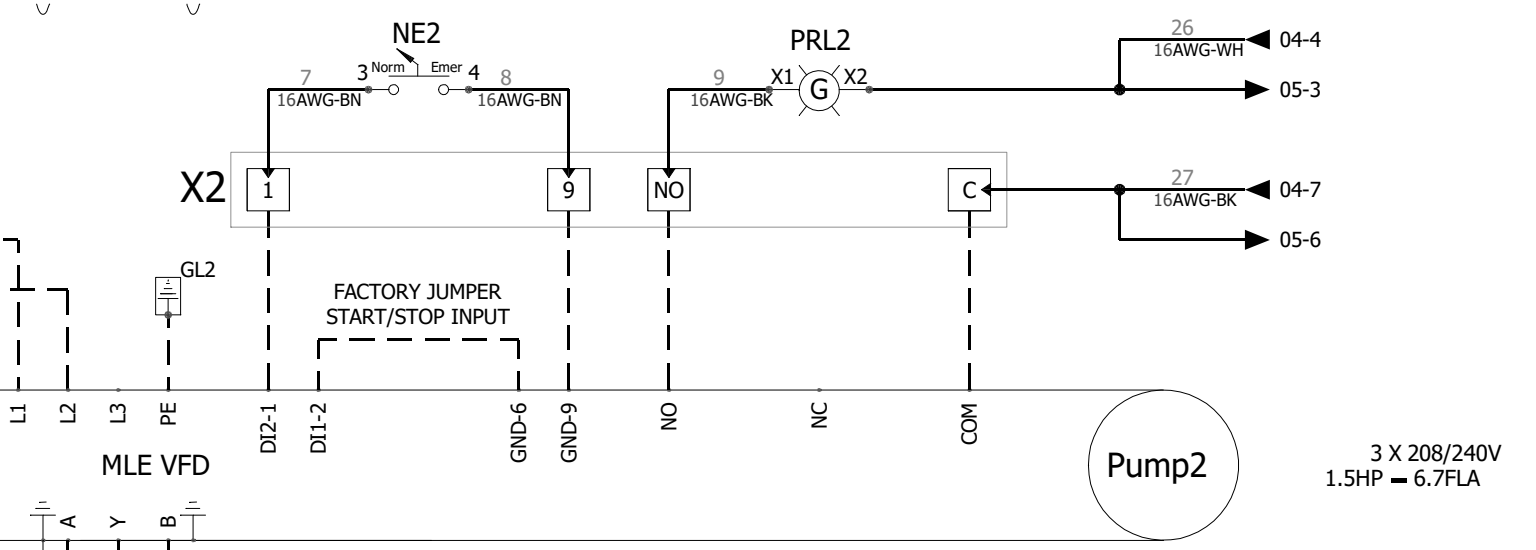 NE2
PRL2
26
16AWG-WH
04-4
7
3
Norm
Emer
4
8
9
X1
G
X2
16AWG-BN
16AWG-BN
16AWG-BK
05-3
X2
1
9
NO
C
27
16AWG-BK
04-7
05-6
GL2
FACTORY JUMPER
START/STOP INPUT
L1
L2
L3
PE
DI2-1
DI1-2
GND-6
GND-9
NO
NC
COM
MLE VFD
Pump2
3 X 208/240V
1.5HP = 6.7FLA
A
Y
B